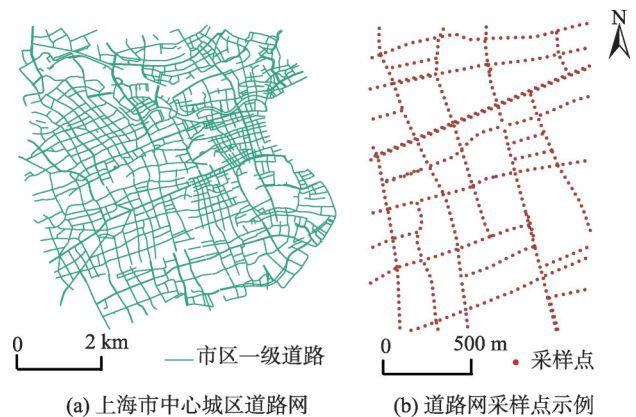 N
0 2 km
市区一级道路
0 500 m
采样点
(a) 上海市中心城区道路网
(b) 道路网采样点示例